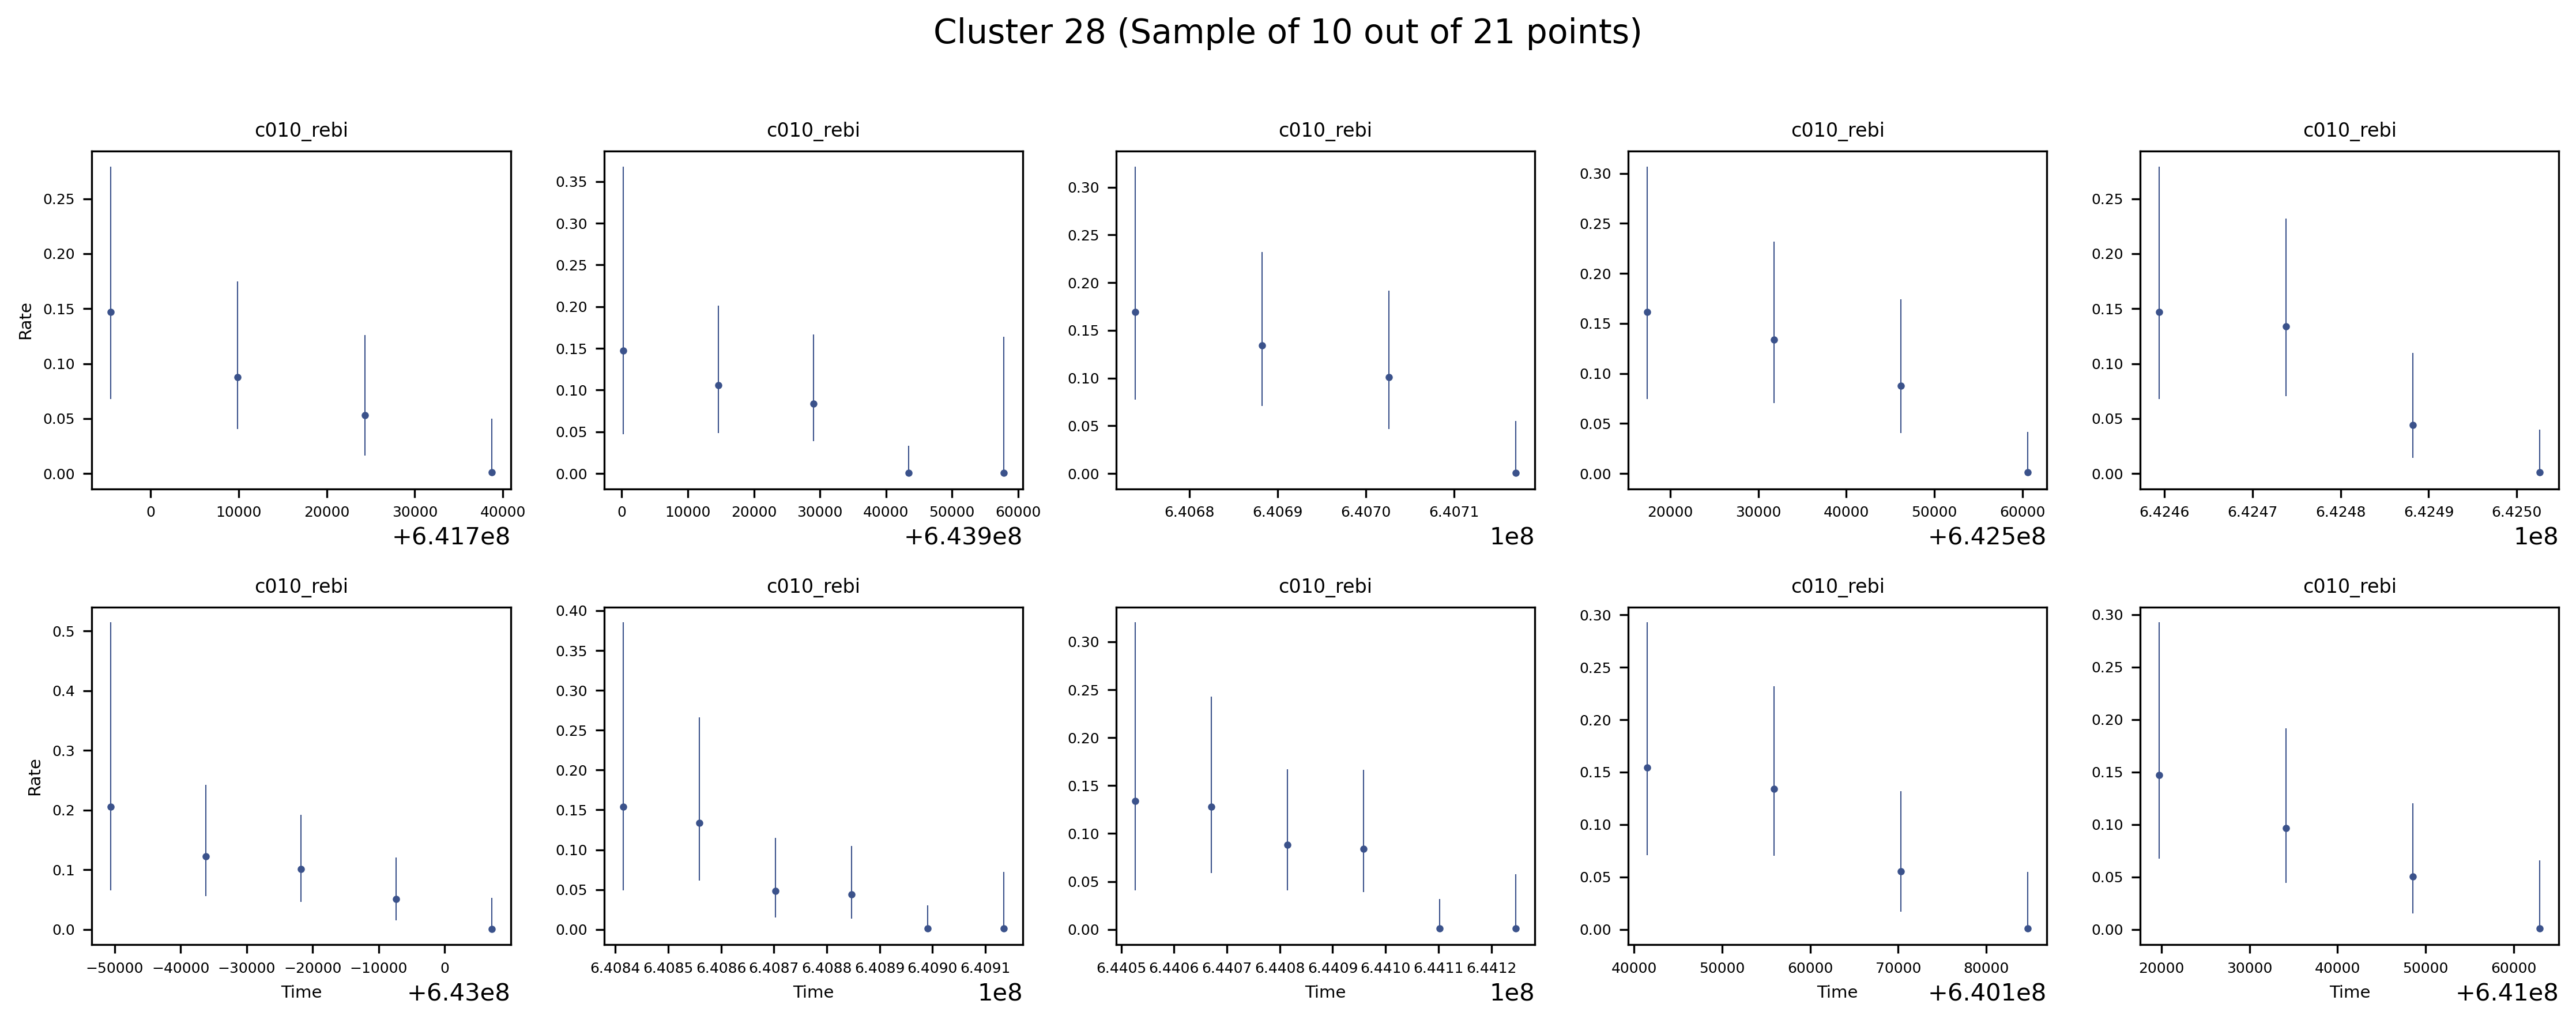 Cluster 28 (Sample of 10 out of 21 points)
c010_rebi c010_rebi c010_rebi c010_rebi c010_rebi
Rate
0.25
0.20
0.15
0.10
0.05
0.00
0 10000 20000 30000 40000
+6.417e8
0.35
0.30
0.25
0.20
0.15
0.10
0.05
0.00
0 10000 20000 30000 40000 50000 60000
+6.439e8
0.30
0.25
0.20
0.15
0.10
0.05
0.00
6.4068 6.4069 6.4070 6.4071
1e8
0.30
0.25
0.20
0.15
0.10
0.05
0.00
20000 30000 40000 50000 60000
+6.425e8
0.25
0.20
0.15
0.10
0.05
0.00
6.4246 6.4247 6.4248 6.4249 6.4250
1e8
c010_rebi c010_rebi c010_rebi c010_rebi c010_rebi
Rate
0.5
0.4
0.3
0.2
0.1
0.0
−50000 −40000 −30000 −20000 −10000 0
Time +6.43e8
0.40
0.35
0.30
0.25
0.20
0.15
0.10
0.05
0.00
6.4084 6.4085 6.4086 6.4087 6.4088 6.4089 6.4090 6.4091
Time 1e8
0.30
0.25
0.20
0.15
0.10
0.05
0.00
6.4405 6.4406 6.4407 6.4408 6.4409 6.4410 6.4411 6.4412
Time 1e8
0.30
0.25
0.20
0.15
0.10
0.05
0.00
40000 50000 60000 70000 80000
Time +6.401e8
0.30
0.25
0.20
0.15
0.10
0.05
0.00
20000 30000 40000 50000 60000
Time +6.41e8